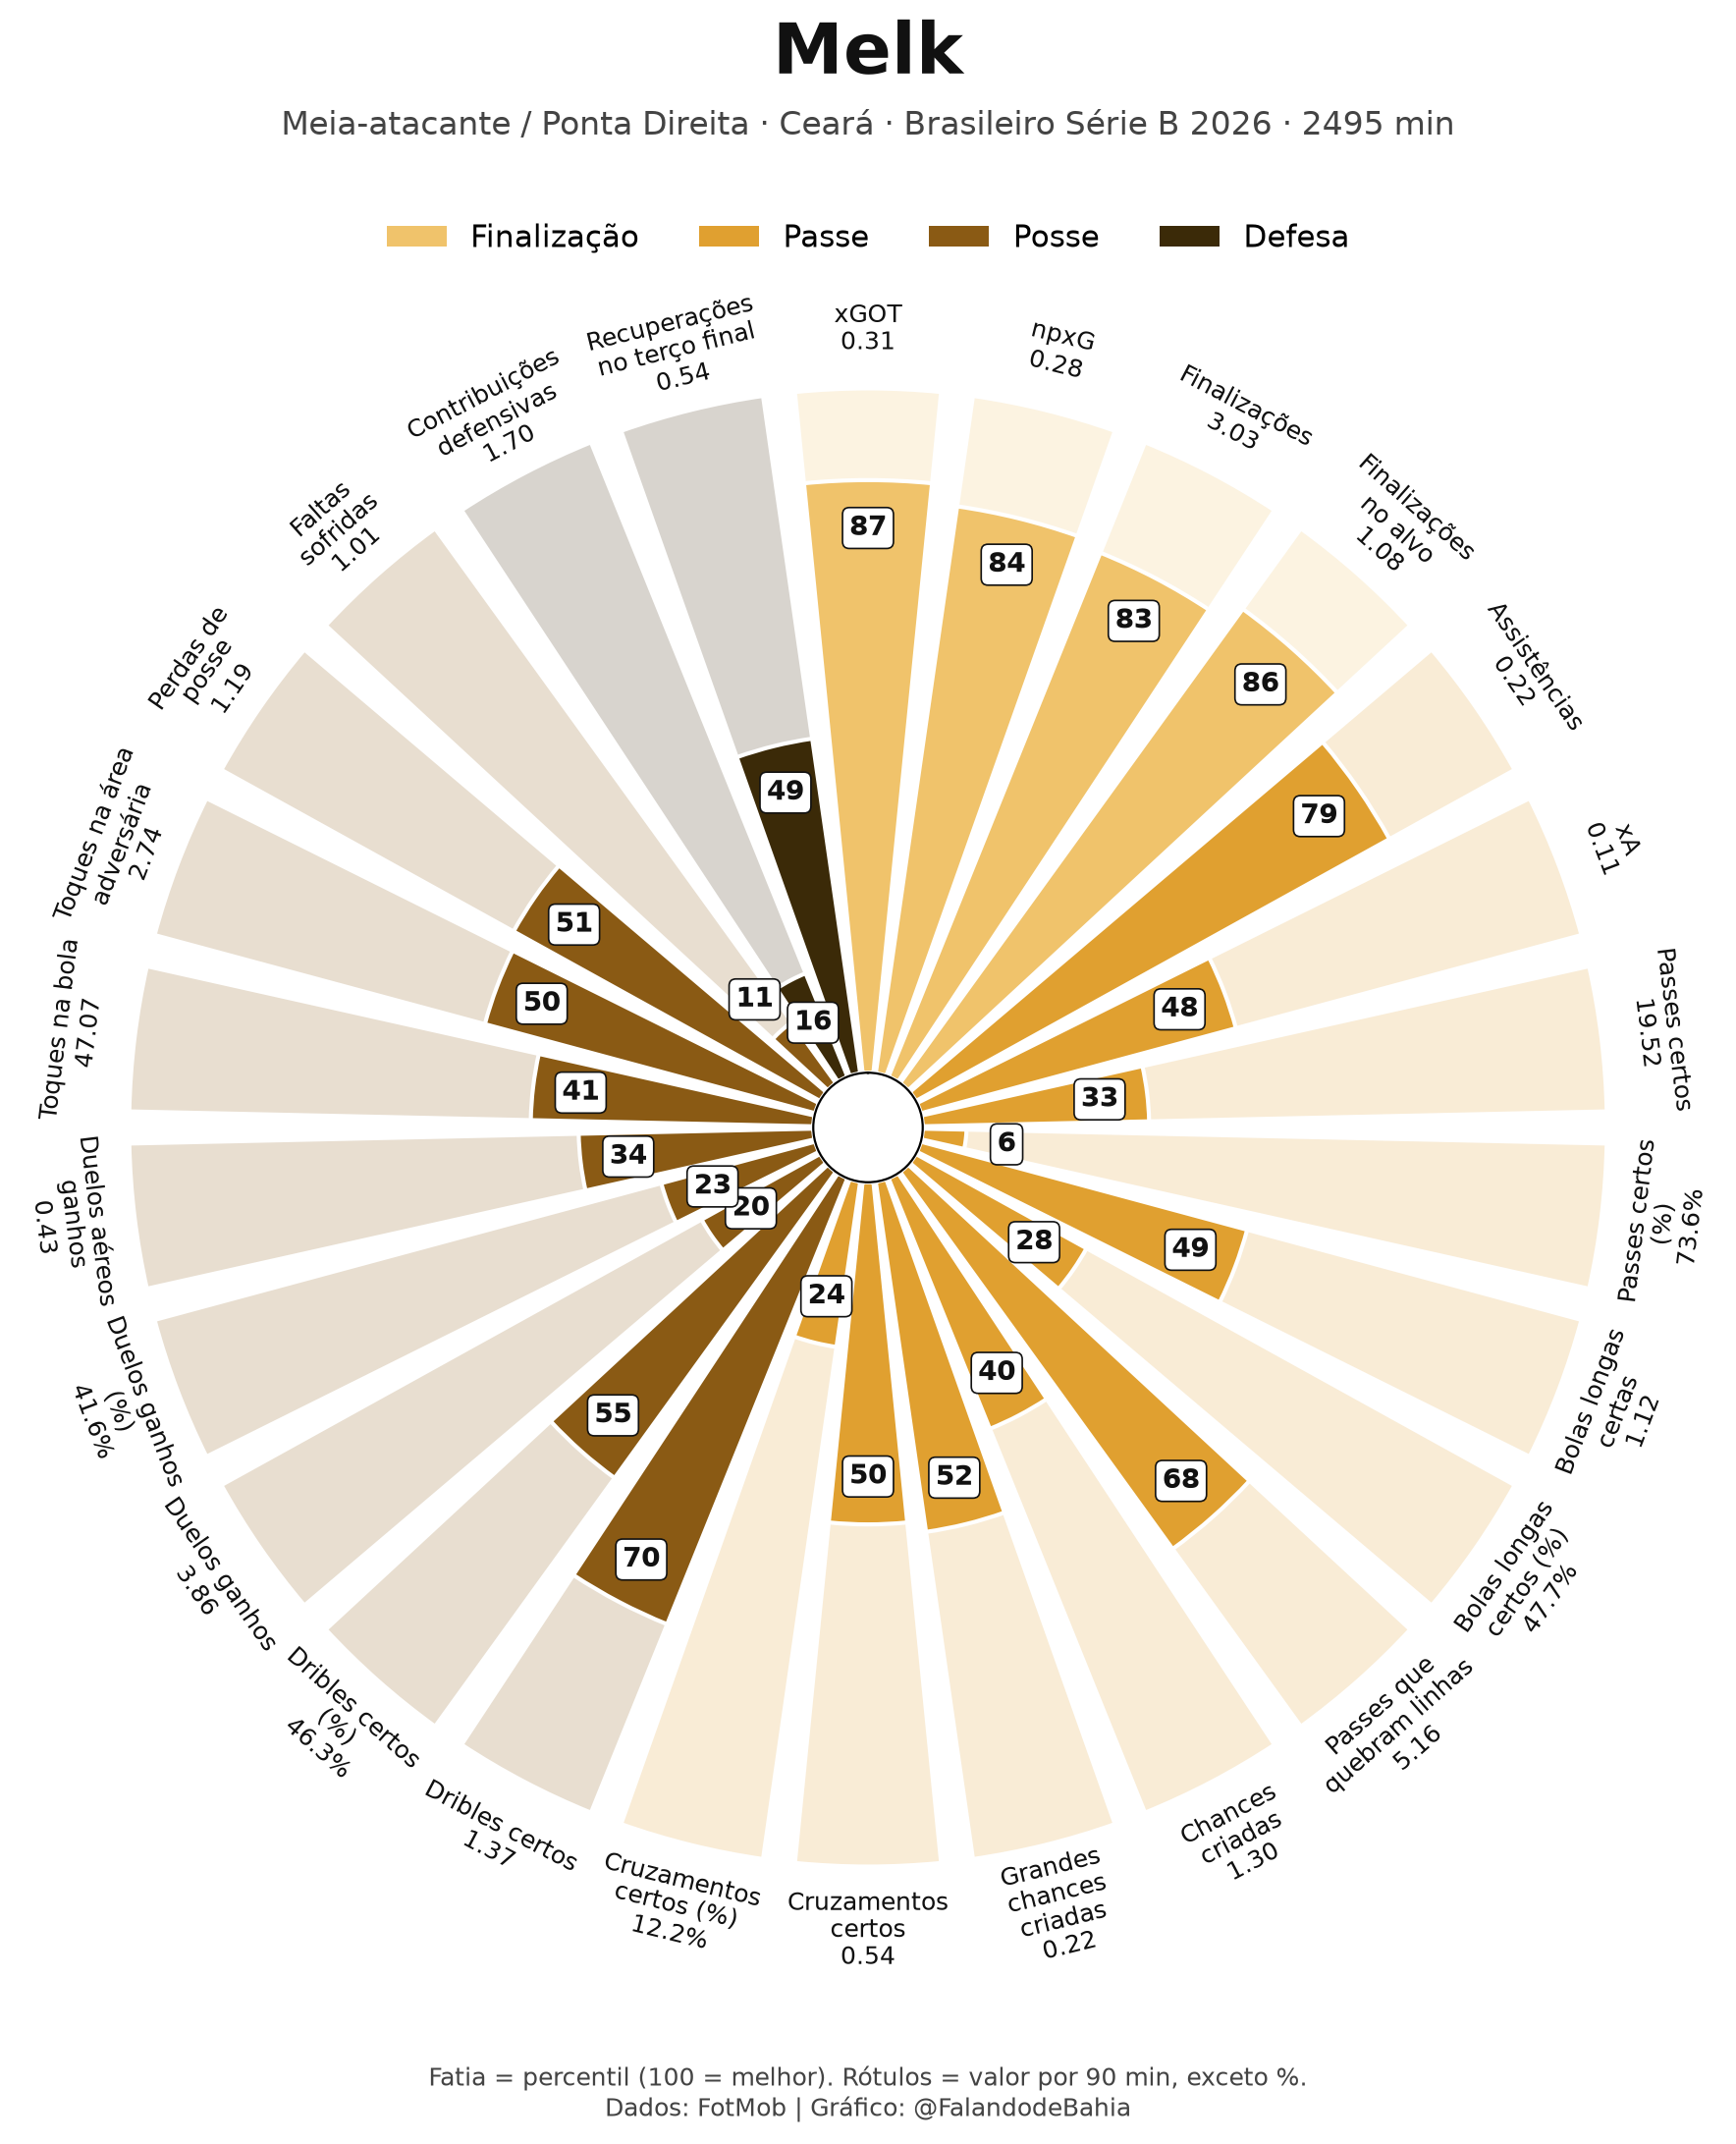 Melk
Meia-atacante / Ponta Direita · Ceará · Brasileiro Série B 2026 · 2495 min
Finalização
Passe
Posse
Defesa
xGOT
0.31
87
npxG
0.28
84
Finalizações
3.03
83
Finalizações
no alvo
1.08
86
Assistências
0.22
79
xA
0.11
48
Passes certos
19.52
33
Passes certos
(%)
73.6%
6
Bolas longas
certas
1.12
49
Bolas longas
certos (%)
47.7%
28
Passes que
quebram linhas
5.16
68
Chances
criadas
1.30
40
Grandes
chances
criadas
0.22
52
Cruzamentos
certos
0.54
50
Cruzamentos
certos (%)
12.2%
24
Dribles certos
1.37
70
Dribles certos
(%)
46.3%
55
Duelos ganhos
3.86
20
Duelos ganhos
(%)
41.6%
23
Duelos aéreos
ganhos
0.43
34
Toques na bola
47.07
41
Toques na área
adversária
2.74
50
Perdas de
posse
1.19
51
Faltas
sofridas
1.01
11
Contribuições
defensivas
1.70
16
Recuperações
no terço final
0.54
49
Fatia = percentil (100 = melhor). Rótulos = valor por 90 min, exceto %.
Dados: FotMob | Gráfico: @FalandodeBahia